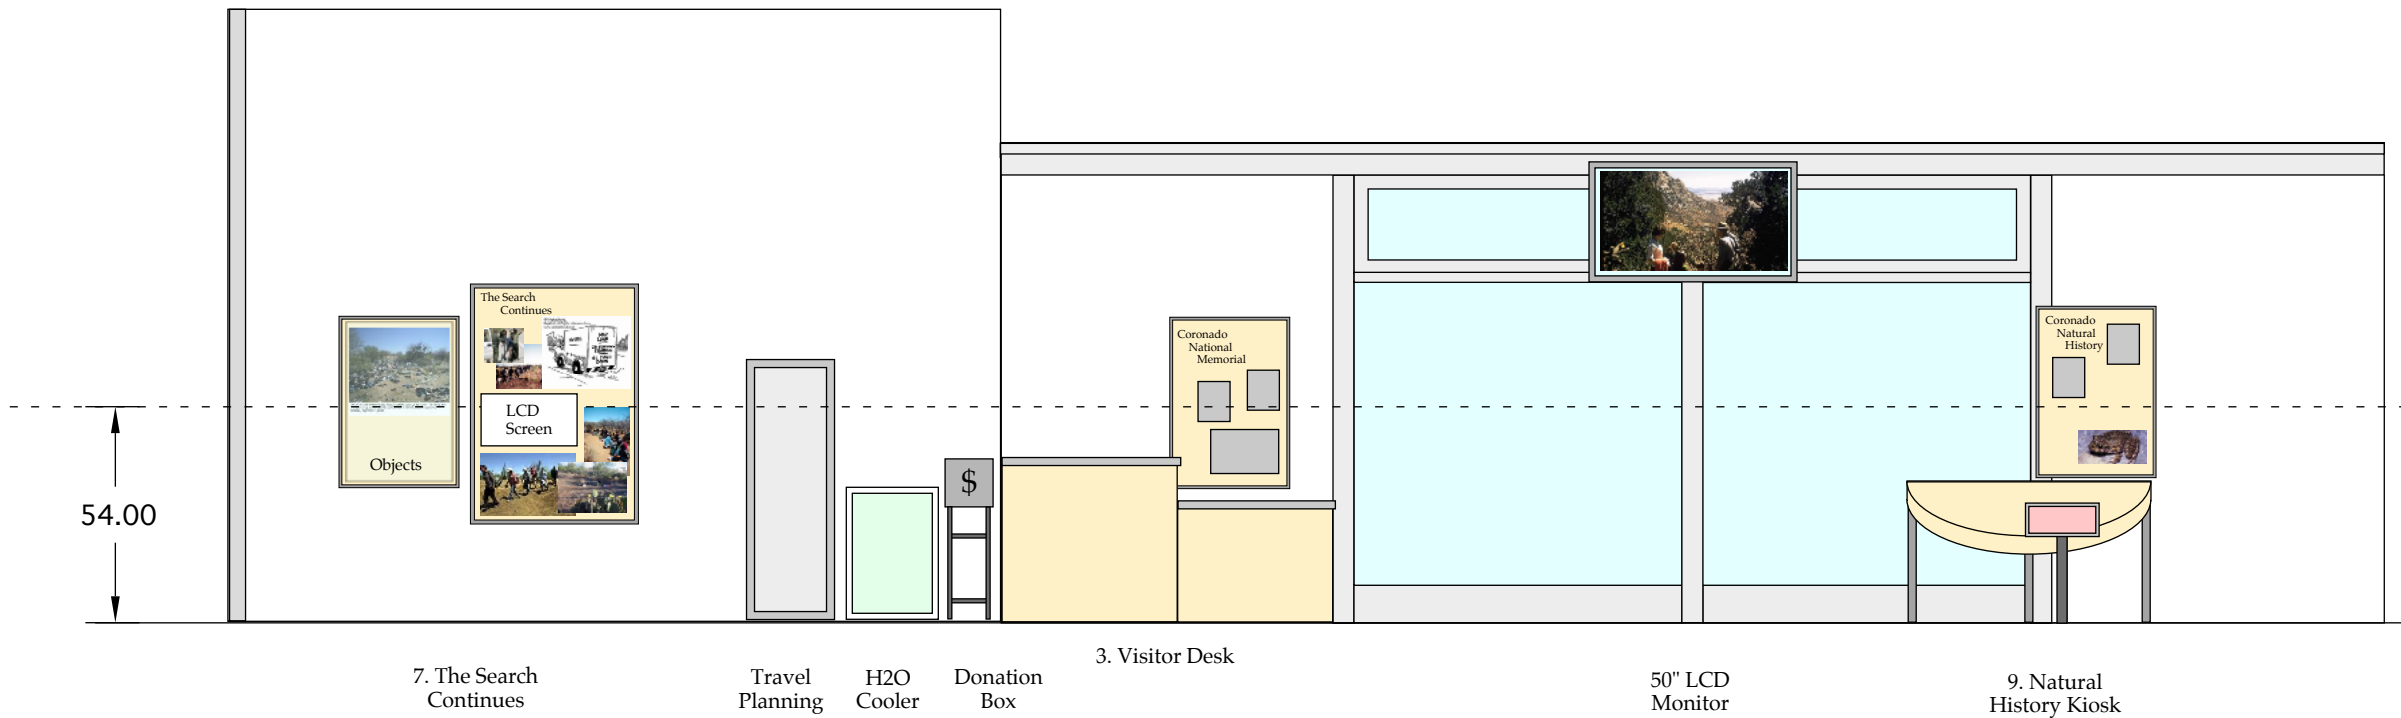 The Search
Continues
LCD
Screen
Objects
54.00
$
Coronado
National
Memorial
Coronado
Natural
History
7. The Search
Continues
Travel
Planning
H2O
Cooler
Donation
Box
3. Visitor Desk
50" LCD
Monitor
9. Natural
History Kiosk